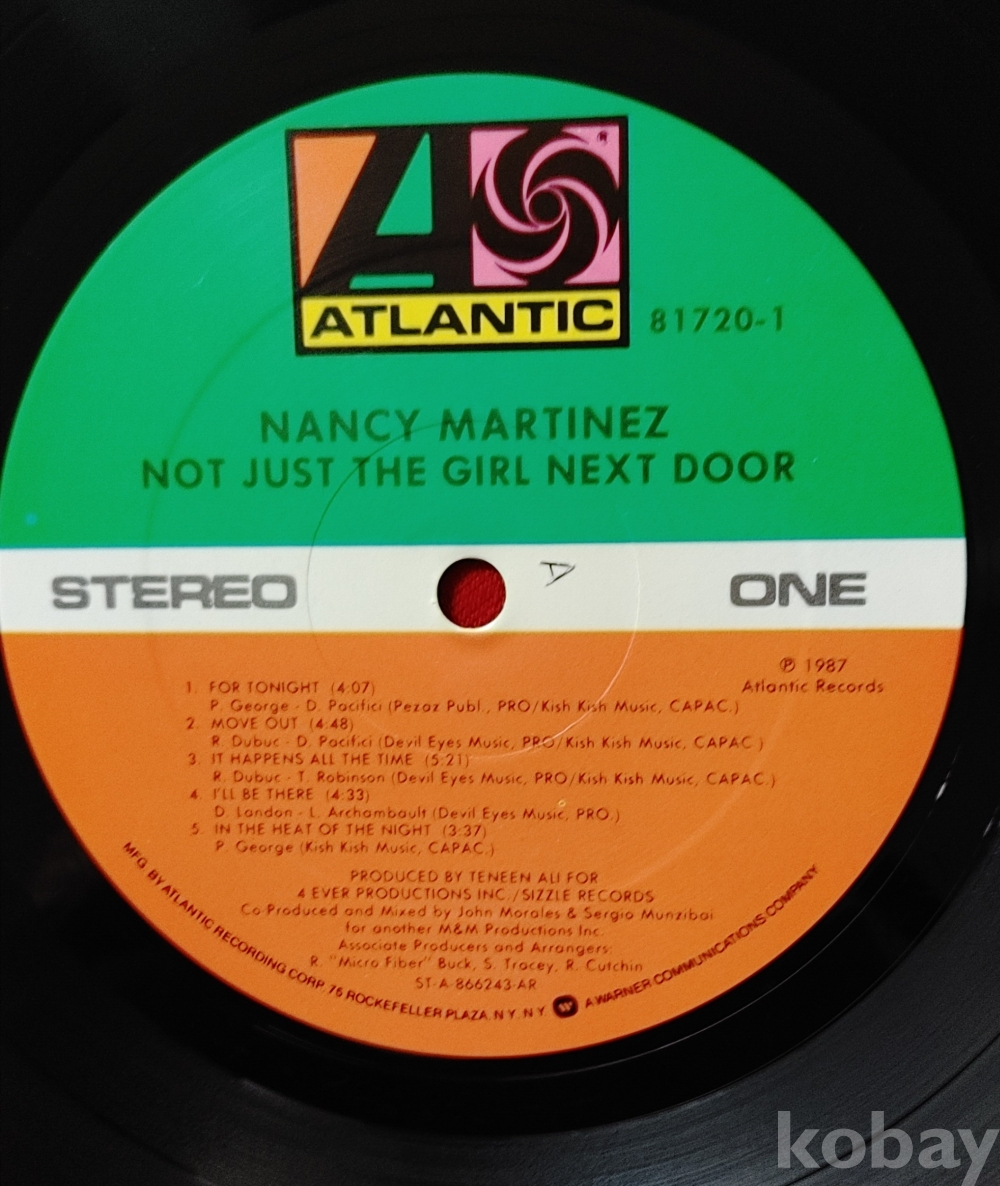 ATLANTIC
81720-1
NANCY MARTINEZ
NOT JUST THE GIRL NEXT DOOR
STEREO
ONE
℗ 1987
Atlantic Records
1. FOR TONIGHT (4:07)
P. George - D. Pacifici (Pezaz Publ., PRO/Kish Kish Music, CAPAC.)
2. MOVE OUT (4:48)
R. Dubuc - D. Pacifici (Devil Eyes Music, PRO/Kish Kish Music, CAPAC.)
3. IT HAPPENS ALL THE TIME (5:21)
R. Dubuc - T. Robinson (Devil Eyes Music, PRO/Kish Kish Music, CAPAC.)
4. I'LL BE THERE (4:33)
D. Landon - L. Archambault (Devil Eyes Music, PRO.)
5. IN THE HEAT OF THE NIGHT (3:37)
P. George (Kish Kish Music, CAPAC.)
PRODUCED BY TENEEN ALI FOR
4 EVER PRODUCTIONS INC./SIZZLE RECORDS
Co-Produced and Mixed by John Morales & Sergio Munzibai
for another M&M Productions Inc.
Associate Producers and Arrangers:
R. "Micro Fiber" Buck, S. Tracey, R. Cutchin
ST-A-866243-AR
MFG. BY ATLANTIC RECORDING CORP. 75 ROCKEFELLER PLAZA. N.Y. N.Y. A WARNER COMMUNICATIONS COMPANY
kobay